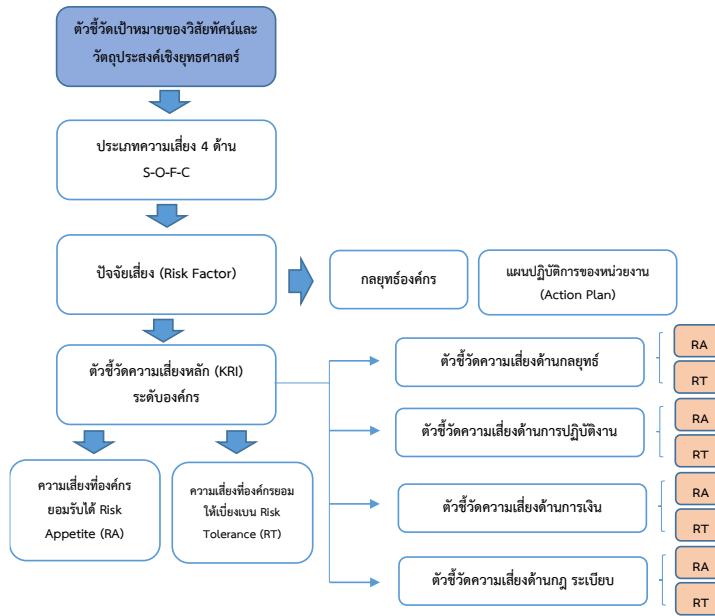 ตัวชี้วัดเป้าหมายของวิสัยทัศน์และ
วัตถุประสงค์เชิงยุทธศาสตร์
ประเภทความเสี่ยง 4 ด้าน
S-O-F-C
ปัจจัยเสี่ยง (Risk Factor)
กลยุทธ์องค์กร
แผนปฏิบัติการของหน่วยงาน
(Action Plan)
ตัวชี้วัดความเสี่ยงหลัก (KRI)
ระดับองค์กร
ความเสี่ยงที่องค์กร
ยอมรับได้ Risk
Appetite (RA)
ความเสี่ยงที่องค์กรยอม
ให้เบี่ยงเบน Risk
Tolerance (RT)
ตัวชี้วัดความเสี่ยงด้านกลยุทธ์
RA
RT
ตัวชี้วัดความเสี่ยงด้านการปฏิบัติงาน
RA
RT
ตัวชี้วัดความเสี่ยงด้านการเงิน
RA
RT
ตัวชี้วัดความเสี่ยงด้านกฎ ระเบียบ
RA
RT